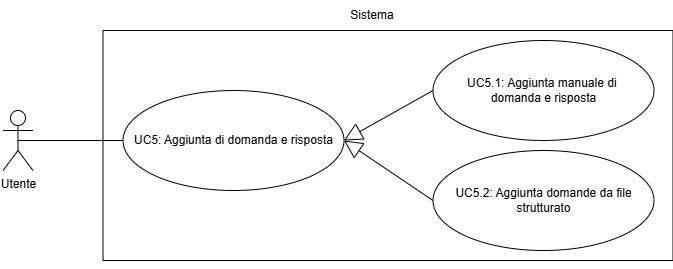 Sistema
UC5.1: Aggiunta manuale di
domanda e risposta
UC5: Aggiunta di domanda e risposta
Utente
UC5.2: Aggiunta domande da file
strutturato